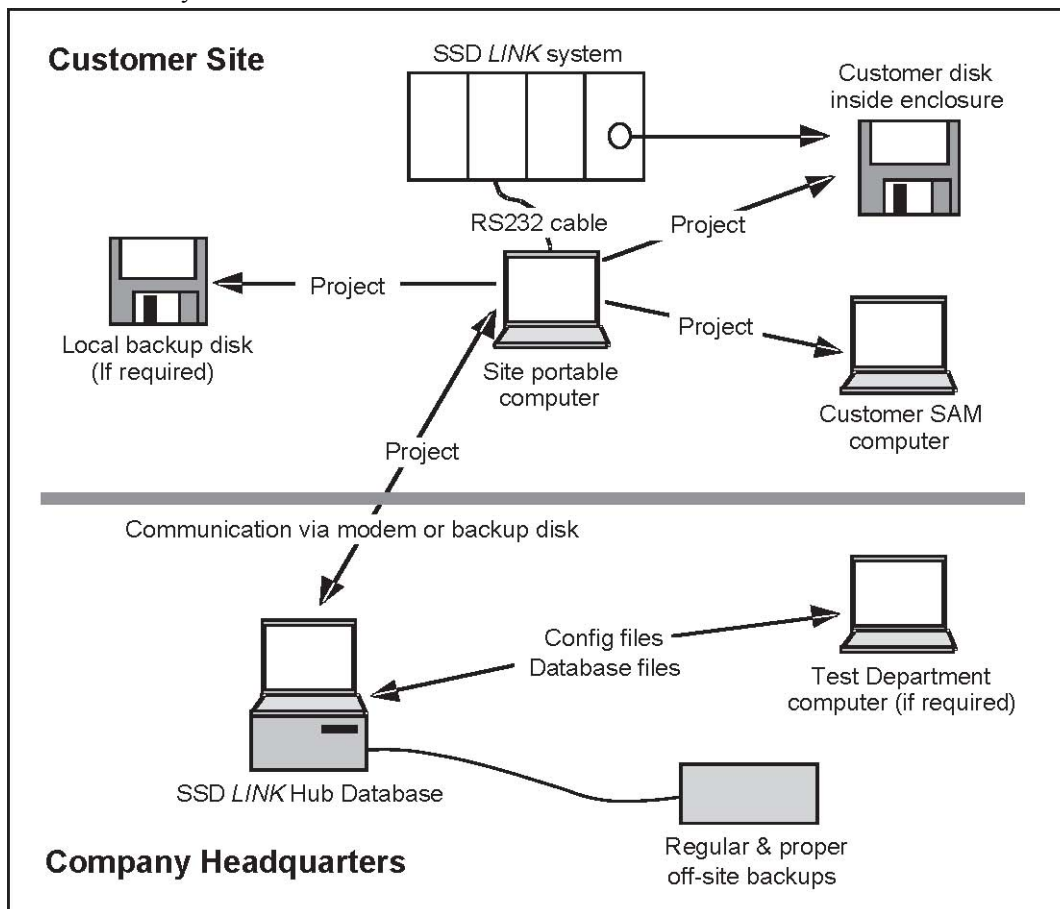 Customer Site
SSD LINK system
Customer disk
inside enclosure
RS232 cable
Project
Project
Local backup disk
(If required)
Site portable
computer
Project
Customer SAM
computer
Project
Communication via modem or backup disk
Config files
Database files
Test Department
computer (if required)
SSD LINK Hub Database
Regular & proper
off-site backups
Company Headquarters